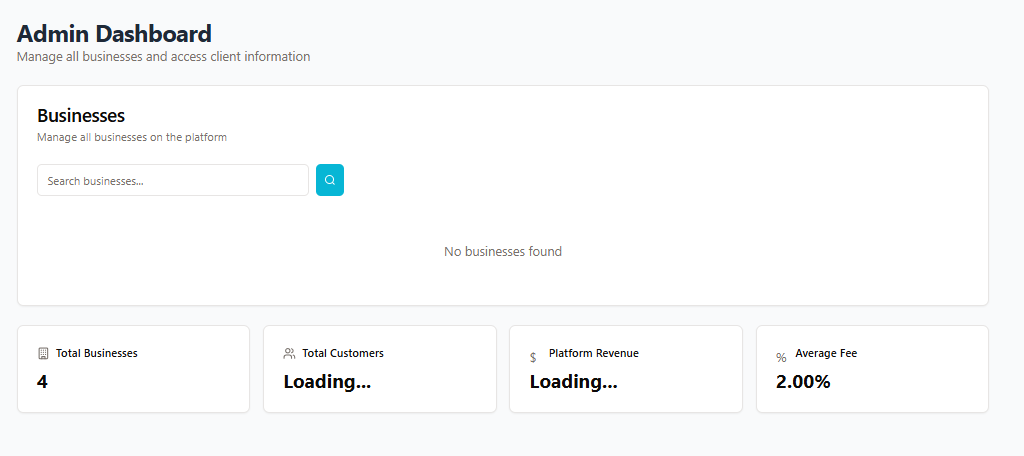 Admin Dashboard
Manage all businesses and access client information
Businesses
Manage all businesses on the platform
Search businesses...
No businesses found
Total Businesses
4
Total Customers
Loading...
$ Platform Revenue
Loading...
% Average Fee
2.00%